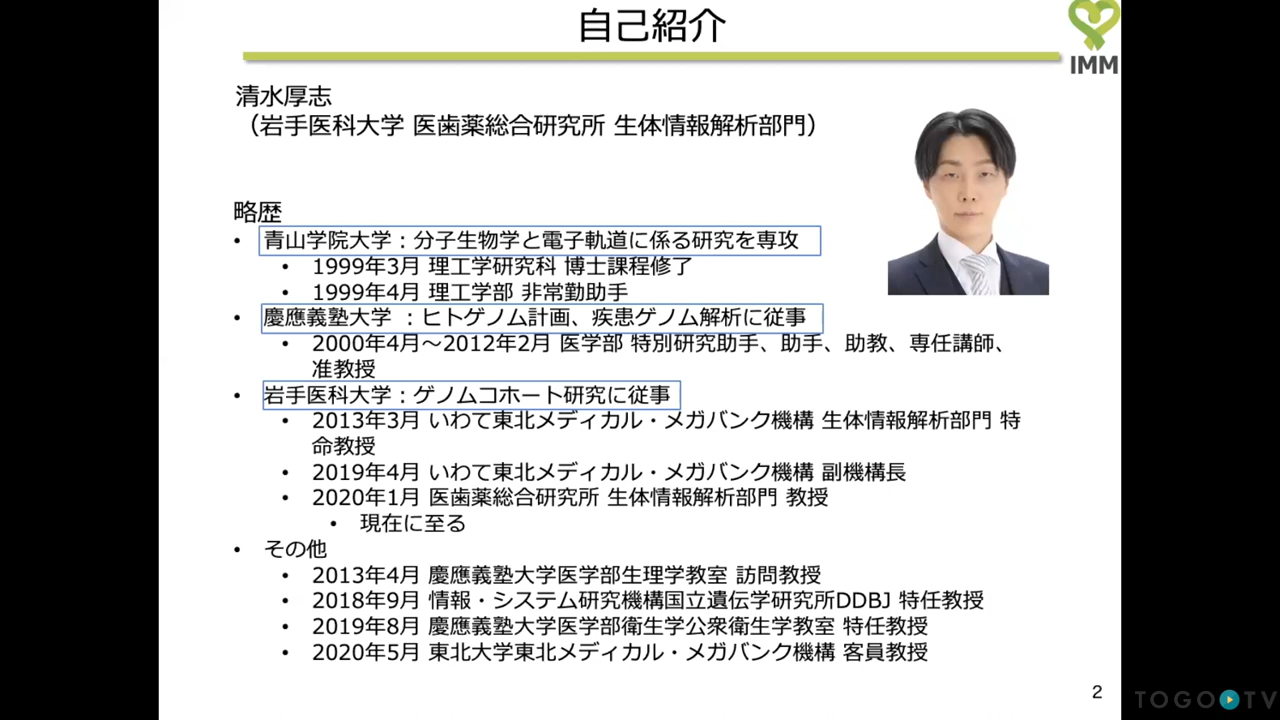 自己紹介
IMM
清水厚志
（岩手医科大学 医歯薬総合研究所 生体情報解析部門）
略歴
• 青山学院大学：分子生物学と電子軌道に係る研究を専攻
• 1999年3月 理工学研究科 博士課程修了
• 1999年4月 理工学部 非常勤助手
• 慶應義塾大学 ：ヒトゲノム計画、疾患ゲノム解析に従事
• 2000年4月～2012年2月 医学部 特別研究助手、助手、助教、専任講師、
准教授
• 岩手医科大学：ゲノムコホート研究に従事
• 2013年3月 いわて東北メディカル・メガバンク機構 生体情報解析部門 特
命教授
• 2019年4月 いわて東北メディカル・メガバンク機構 副機構長
• 2020年1月 医歯薬総合研究所 生体情報解析部門 教授
• 現在に至る
• その他
• 2013年4月 慶應義塾大学医学部生理学教室 訪問教授
• 2018年9月 情報・システム研究機構国立遺伝学研究所DDBJ 特任教授
• 2019年8月 慶應義塾大学医学部衛生学公衆衛生学教室 特任教授
• 2020年5月 東北大学東北メディカル・メガバンク機構 客員教授
2
TOGO TV